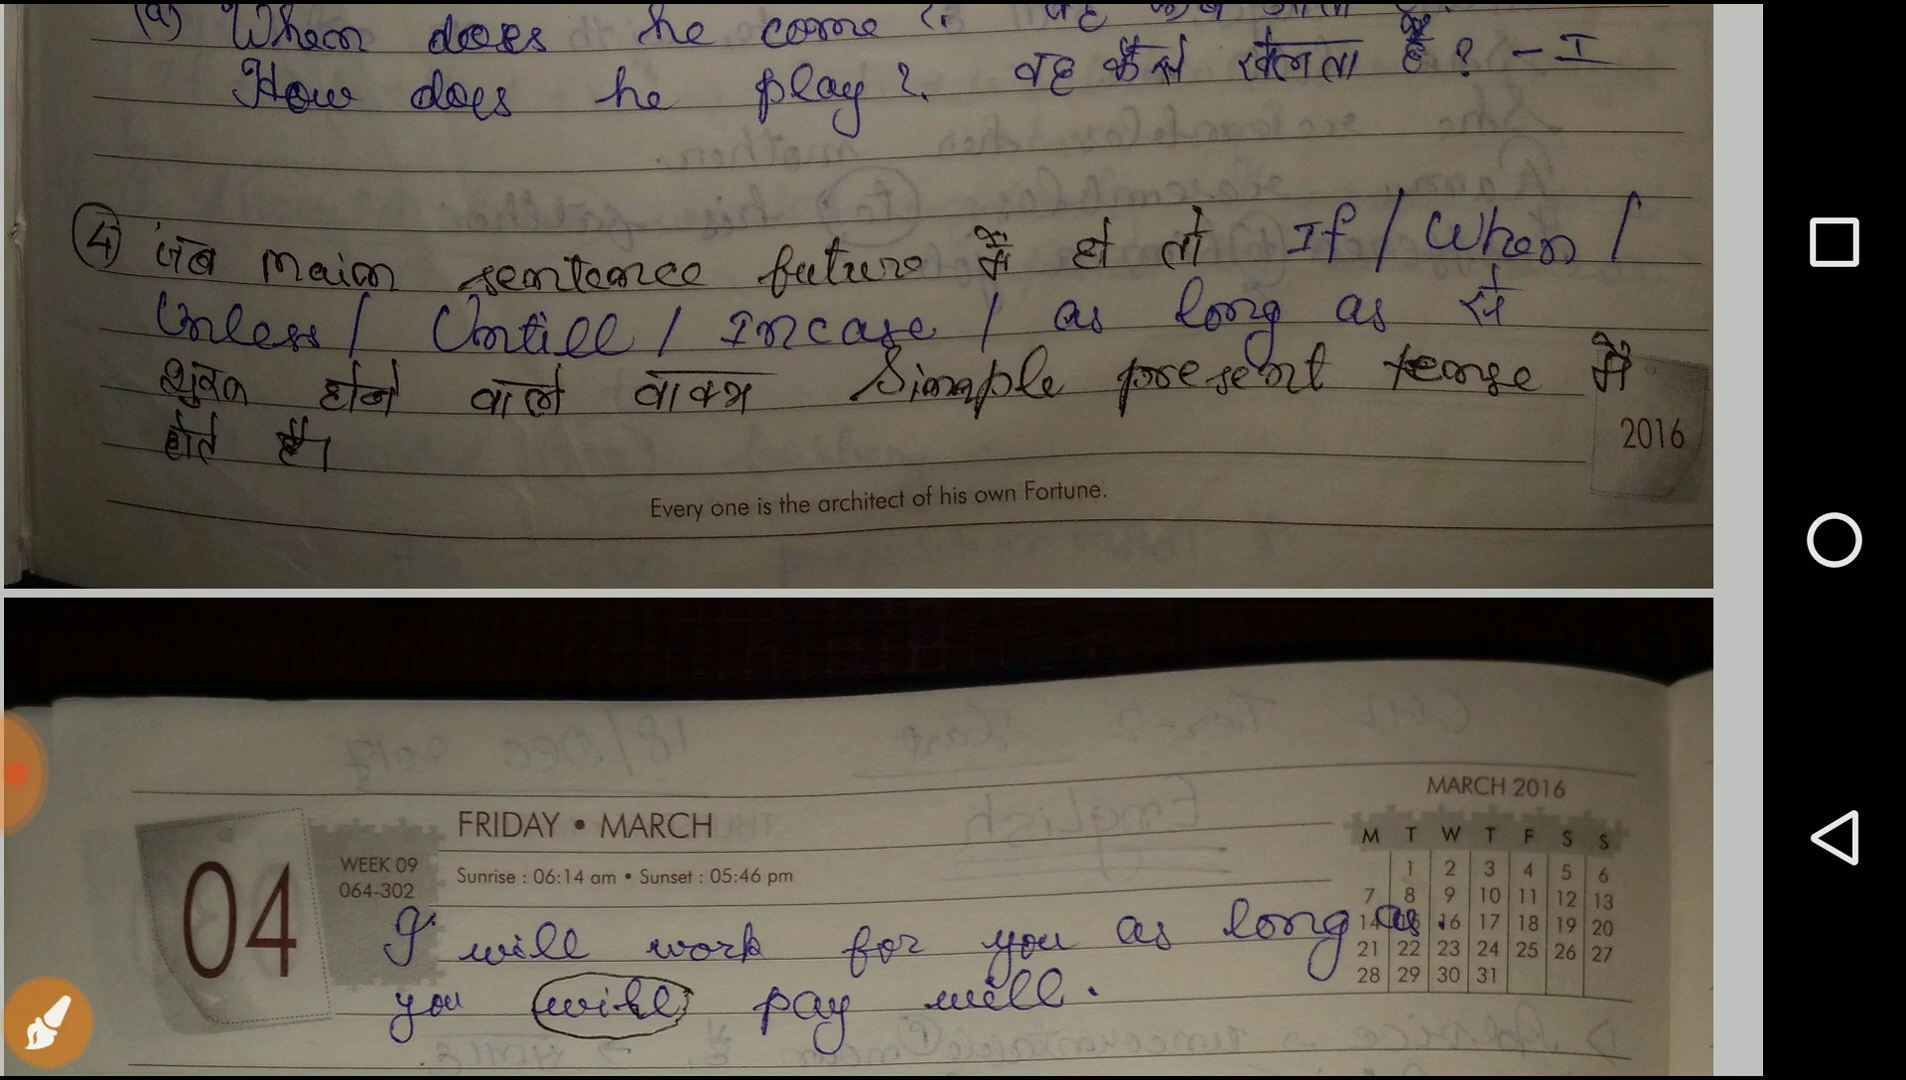 (a) When does he come?
How does he play? वह कैसे खेलता है? - I
4 जब main sentence future में हो तो If / When /
Unless / Untill / Incase / as long as से
शुरू होने वाले वाक्य Simple present tense में
होते हैं।
2016
Every one is the architect of his own Fortune.
MARCH 2016
FRIDAY • MARCH
M T W T F S S
04
WEEK 09
064-302
Sunrise : 06:14 am • Sunset : 05:46 pm
1 2 3 4 5 6
7 8 9 10 11 12 13
14 15 16 17 18 19 20
21 22 23 24 25 26 27
28 29 30 31
I will work for you as long as
you will pay well.